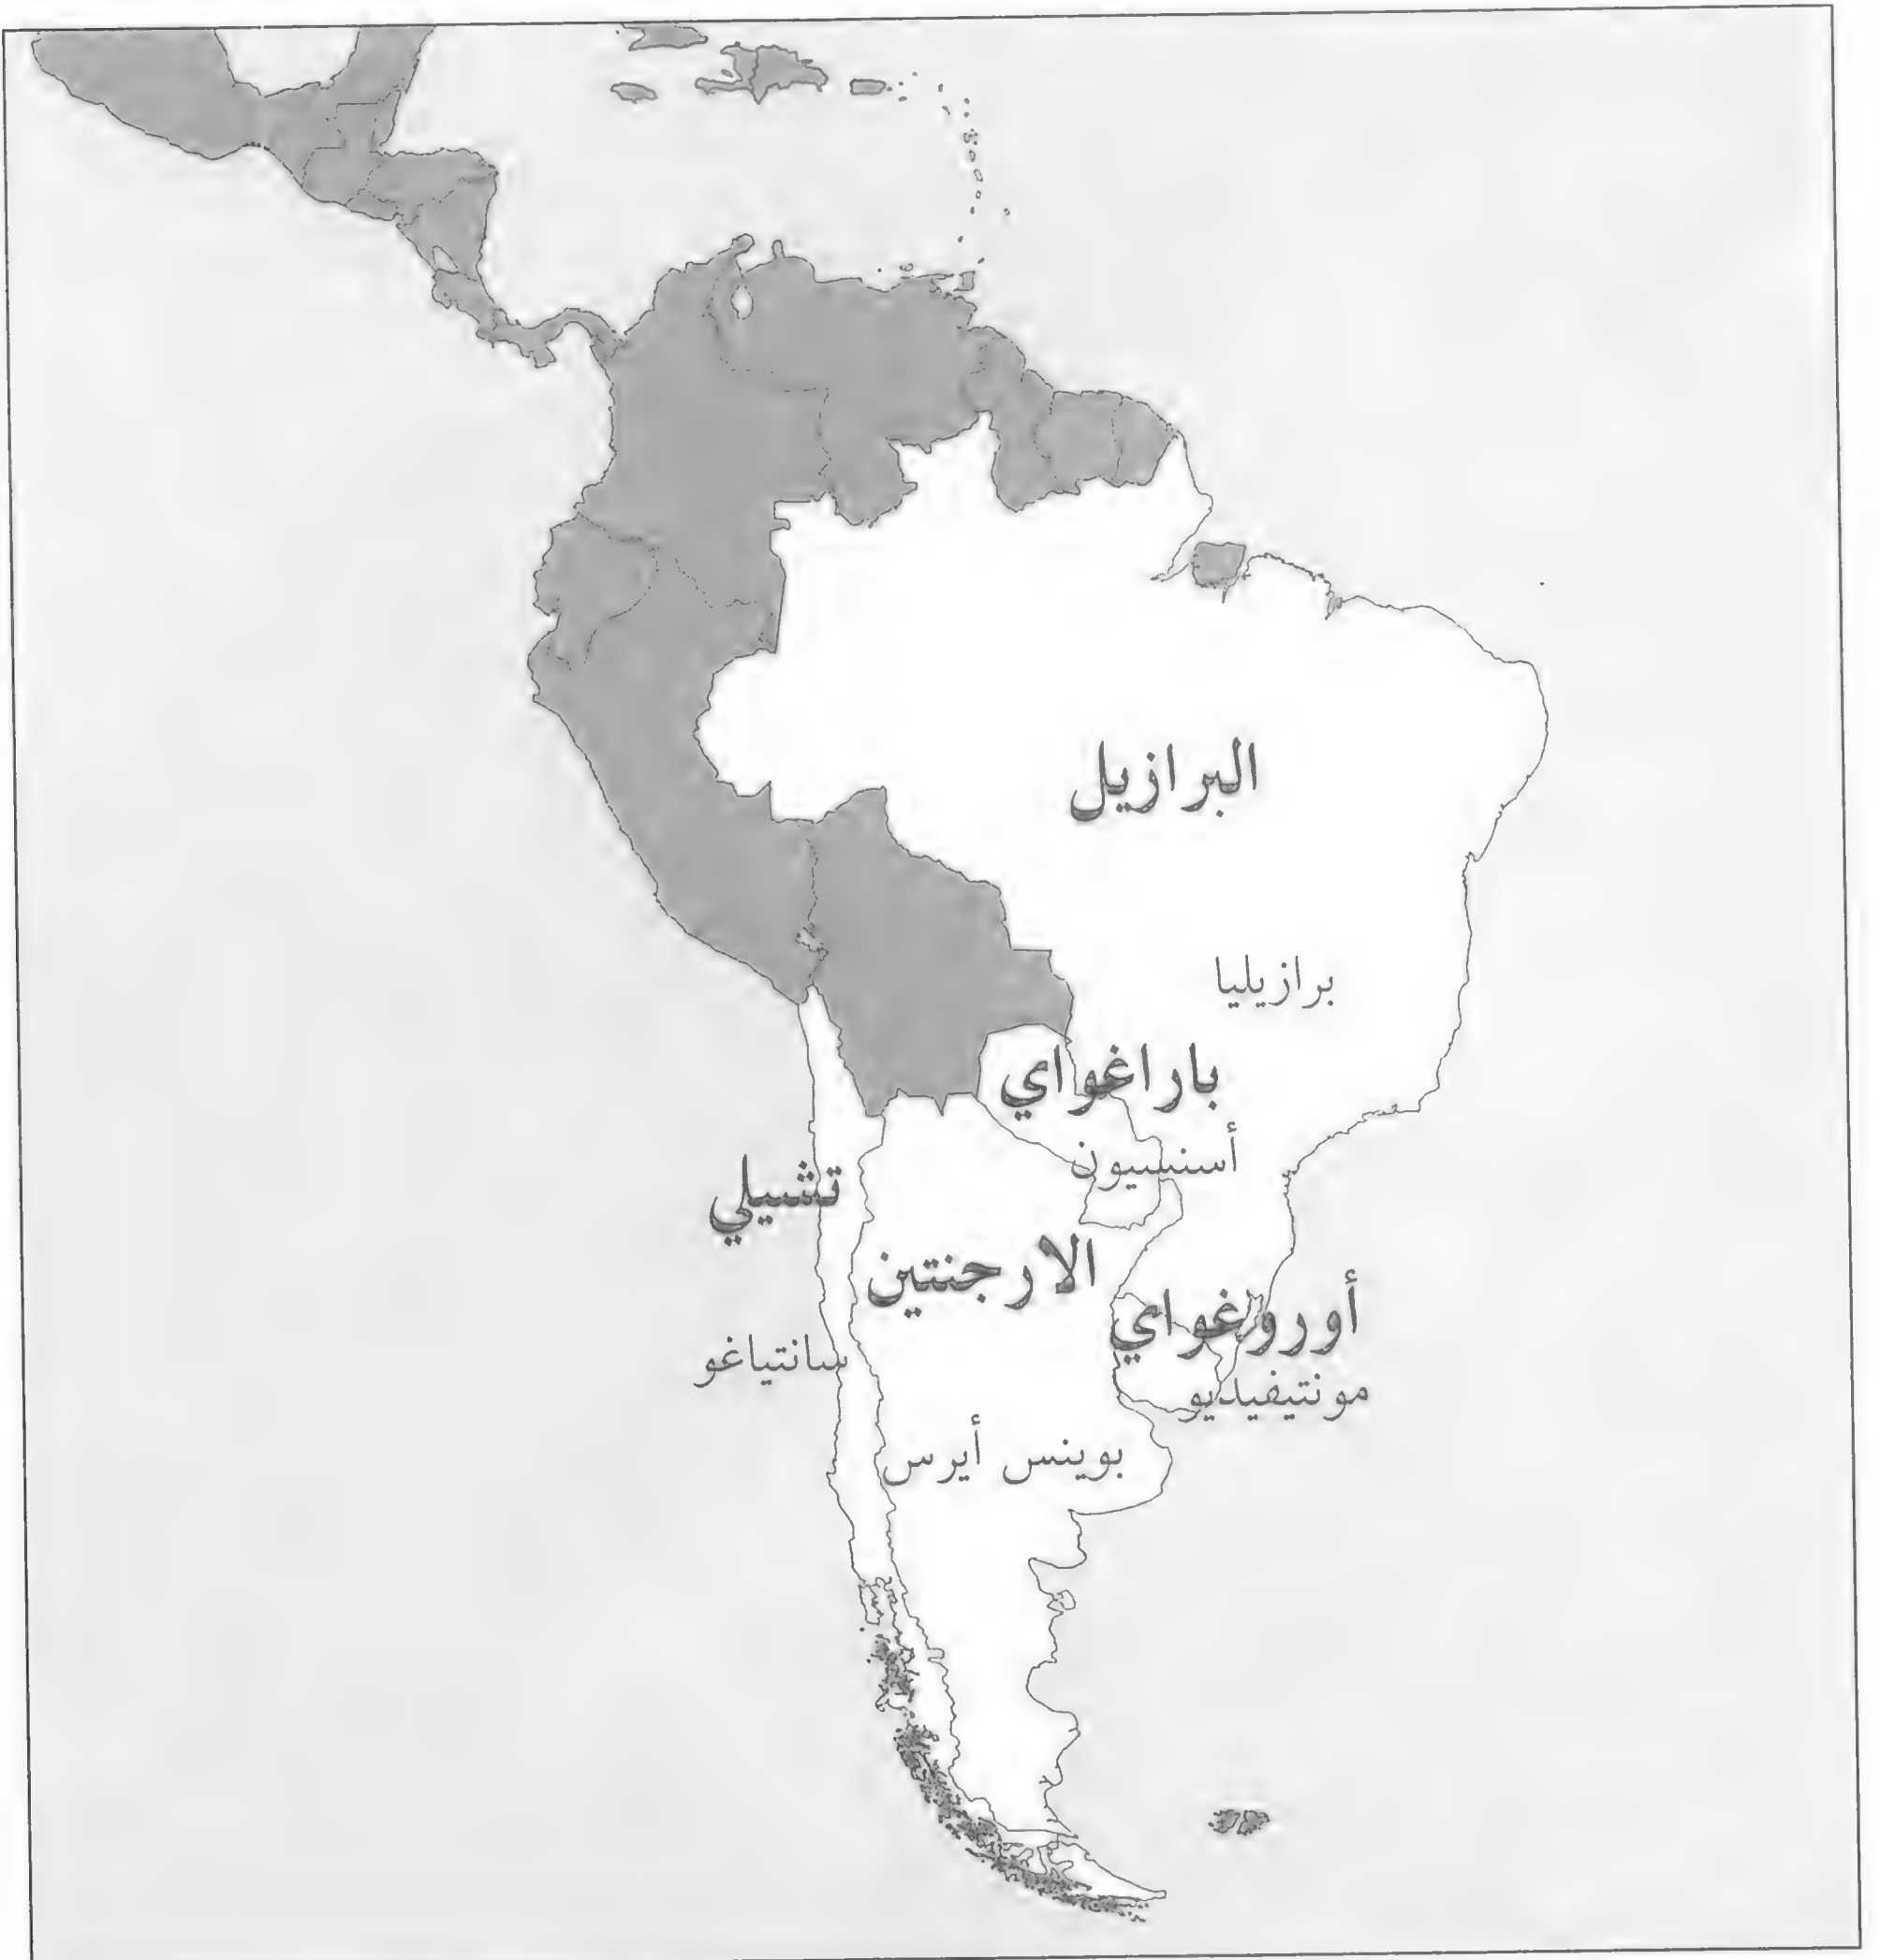 البرازيل
برازيليا
باراغواي
أسنسيون
تشيلي
الارجنتين
أوروغواي
سانتياغو
مونتيفيديو
بوينس أيرس